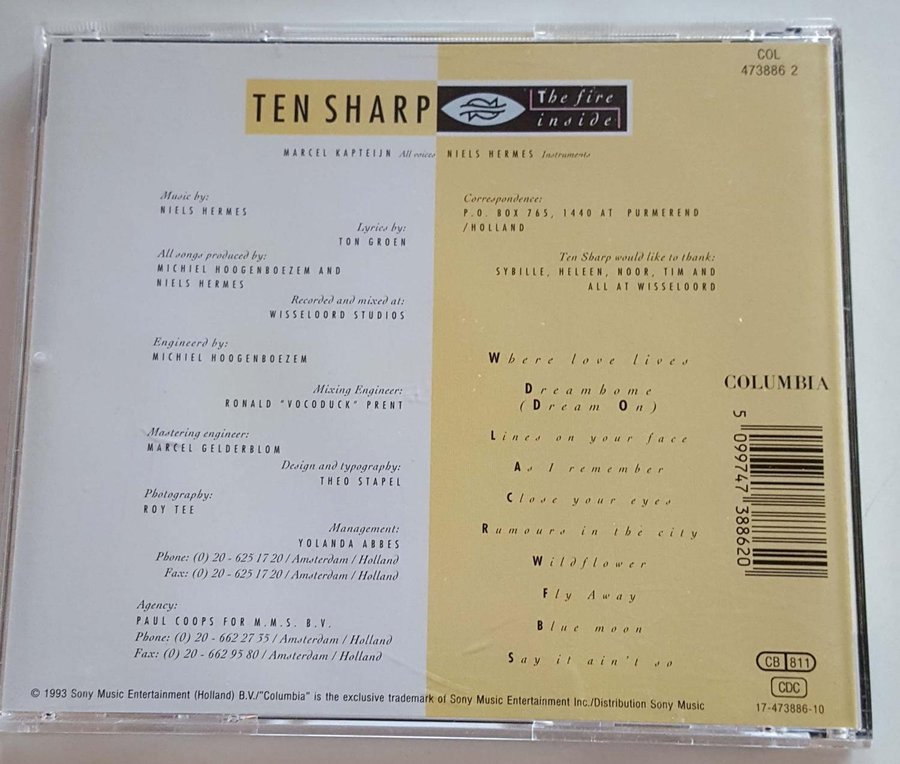 COL
473886 2
TEN SHARP
The fire
inside
MARCEL KAPTEIJN All voices NIELS HERMES Instruments
Music by:
NIELS HERMES
Lyrics by:
TON GROEN
All songs produced by:
MICHIEL HOOGENBOEZEM AND
NIELS HERMES
Recorded and mixed at:
WISSELOORD STUDIOS
Engineerd by:
MICHIEL HOOGENBOEZEM
Mixing Engineer:
RONALD "VOCODUCK" PRENT
Mastering engineer:
MARCEL GELDERBLOM
Design and typography:
THEO STAPEL
Photography:
ROY TEE
Management:
YOLANDA ABBES
Phone: (0) 20 - 625 17 20 / Amsterdam / Holland
Fax: (0) 20 - 625 17 20 / Amsterdam / Holland
Agency:
PAUL COOPS FOR M.M.S. B.V.
Phone: (0) 20 - 662 27 35 / Amsterdam / Holland
Fax: (0) 20 - 662 95 80 / Amsterdam / Holland
Correspondence:
P.O. BOX 765, 1440 AT PURMEREND
/HOLLAND
Ten Sharp would like to thank:
SYBILLE, HELEEN, NOOR, TIM AND
ALL AT WISSELOORD
Where love lives
Dreamhome
(Dream On)
Lines on your face
As I remember
Close your eyes
Rumours in the city
Wildflower
Fly Away
Blue moon
Say it ain't so
COLUMBIA
5 099747 388620
CB 811
CDC
17-473886-10
© 1993 Sony Music Entertainment (Holland) B.V./"Columbia" is the exclusive trademark of Sony Music Entertainment Inc./Distribution Sony Music